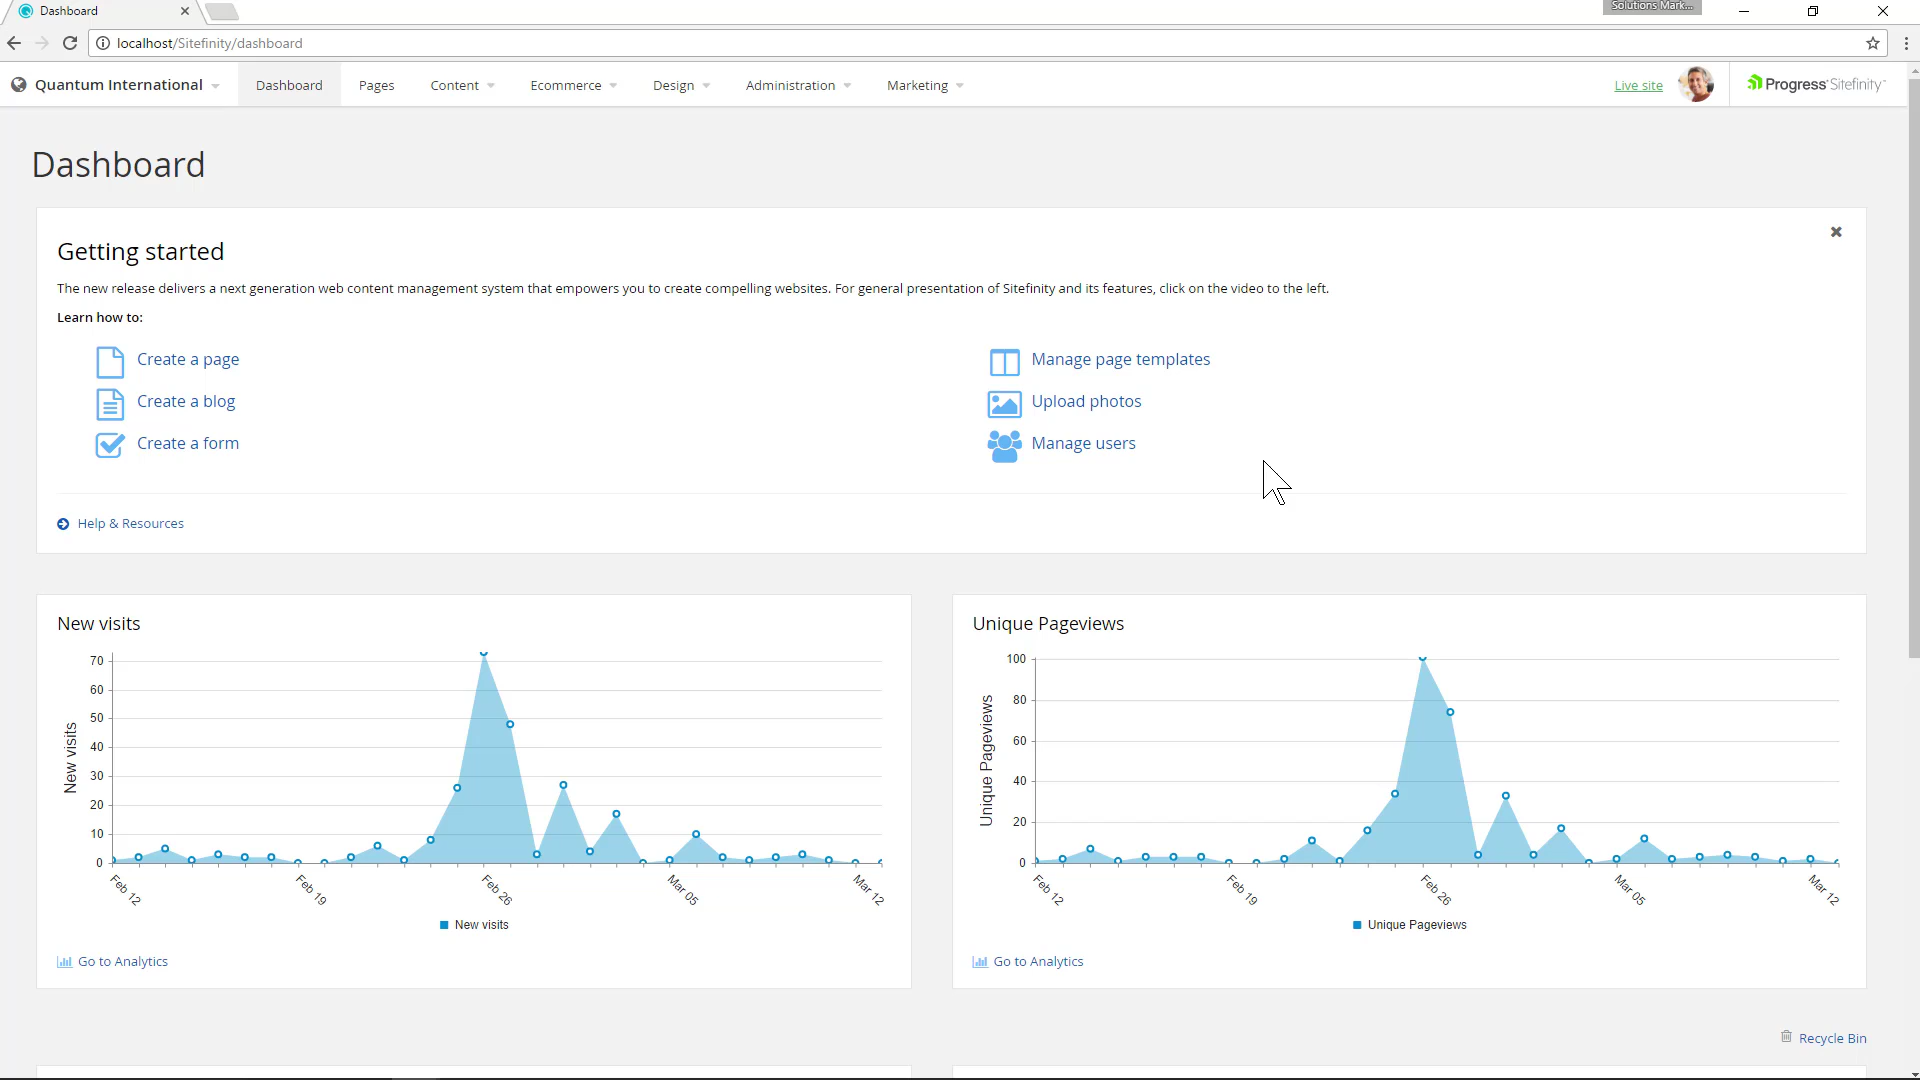 Dashboard
Solutions Mark...
localhost/Sitefinity/dashboard
Quantum International
Dashboard
Pages
Content
Ecommerce
Design
Administration
Marketing
Live site
Progress Sitefinity
Dashboard
Getting started
The new release delivers a next generation web content management system that empowers you to create compelling websites. For general presentation of Sitefinity and its features, click on the video to the left.
Learn how to:
Create a page
Create a blog
Create a form
Manage page templates
Upload photos
Manage users
Help & Resources
New visits
70
60
50
40
30
20
10
0
New visits
Feb 12
Feb 19
Feb 26
Mar 05
Mar 12
New visits
Go to Analytics
Unique Pageviews
100
80
60
40
20
0
Unique Pageviews
Feb 12
Feb 19
Feb 26
Mar 05
Mar 12
Unique Pageviews
Go to Analytics
Recycle Bin